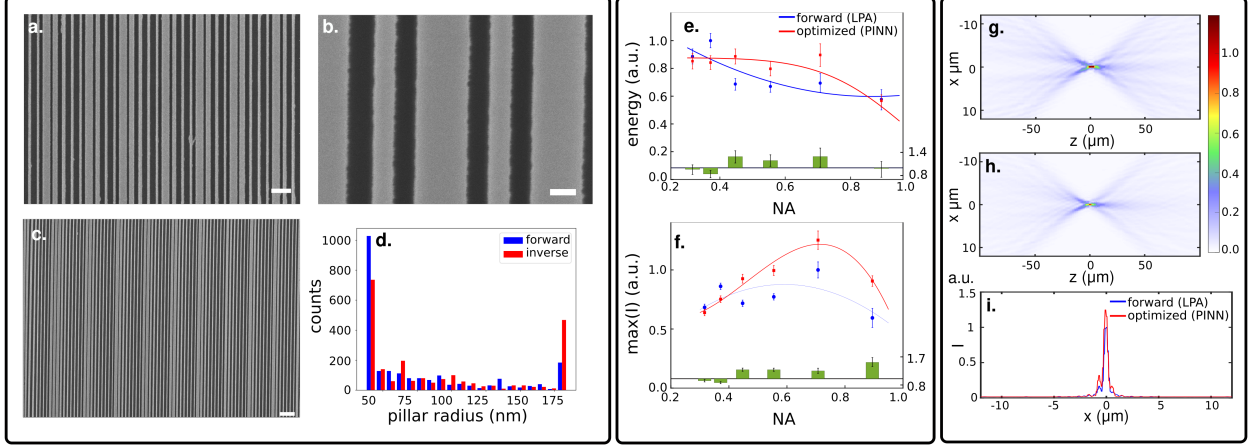 a.
b.
c.
d.
forward
inverse
1000
800
600
400
200
0
counts
50
75
100
125
150
175
pillar radius (nm)
e.
forward (LPA)
optimized (PINN)
energy (a.u.)
1.0
0.8
0.6
0.4
0.2
0.0
1.4
0.8
0.2
0.4
0.6
0.8
1.0
NA
f.
max(I) (a.u.)
1.0
0.5
0.0
1.7
0.8
0.2
0.4
0.6
0.8
1.0
NA
g.
x µm
-10
0
10
-50
0
50
z (µm)
h.
x µm
-10
0
10
-50
0
50
z (µm)
1.0
0.8
0.6
0.4
0.2
0.0
a.u.
i.
forward (LPA)
optimized (PINN)
I
1.5
1
0.5
0
-10
-5
0
5
10
x (µm)